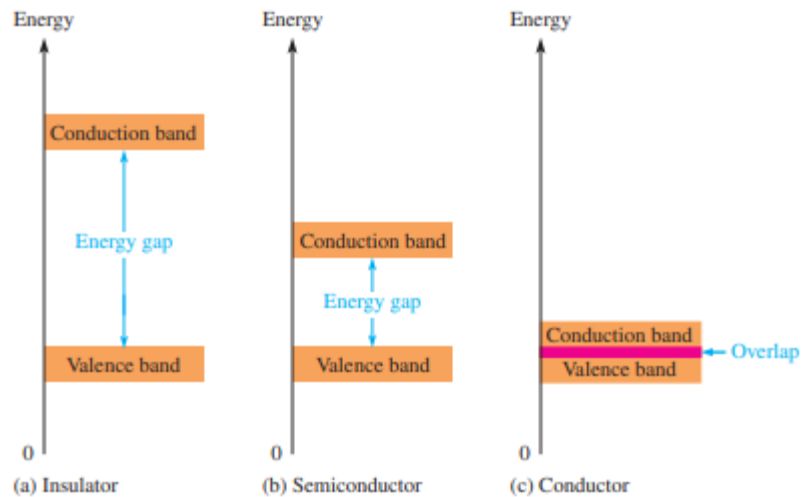 Energy
Conduction band
Energy gap
Valence band
0
(a) Insulator
Energy
Conduction band
Energy gap
Valence band
0
(b) Semiconductor
Energy
Conduction band
Overlap
Valence band
0
(c) Conductor